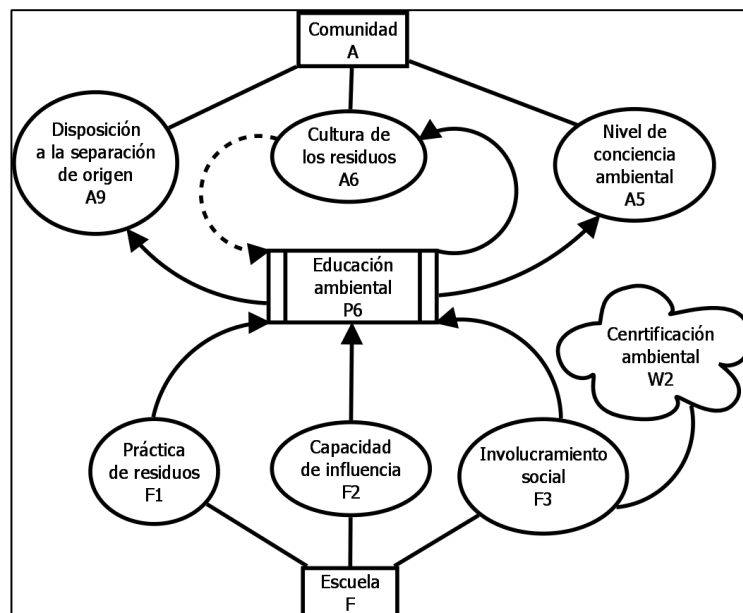 Comunidad
A
Disposición
a la separación
de origen
A9
Cultura de
los residuos
A6
Nivel de
conciencia
ambiental
A5
Educación
ambiental
P6
Cenrtificación
ambiental
W2
Práctica
de residuos
F1
Capacidad
de influencia
F2
Involucramiento
social
F3
Escuela
F